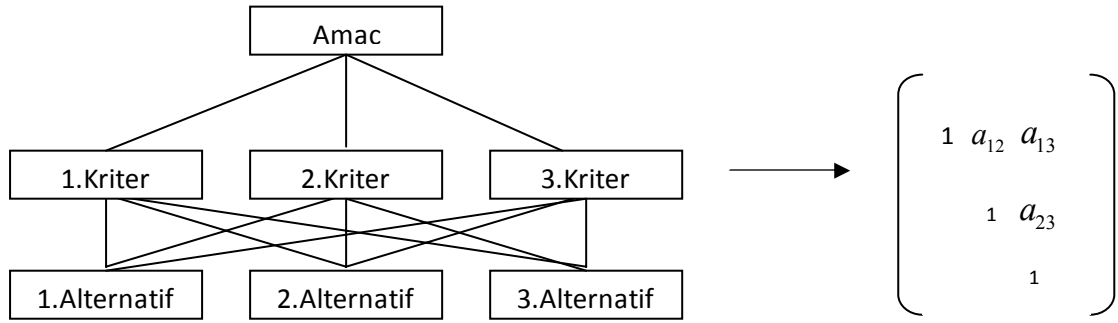 Amac
1.Kriter 2.Kriter 3.Kriter
1 a12 a13
1 a23
1
1.Alternatif 2.Alternatif 3.Alternatif